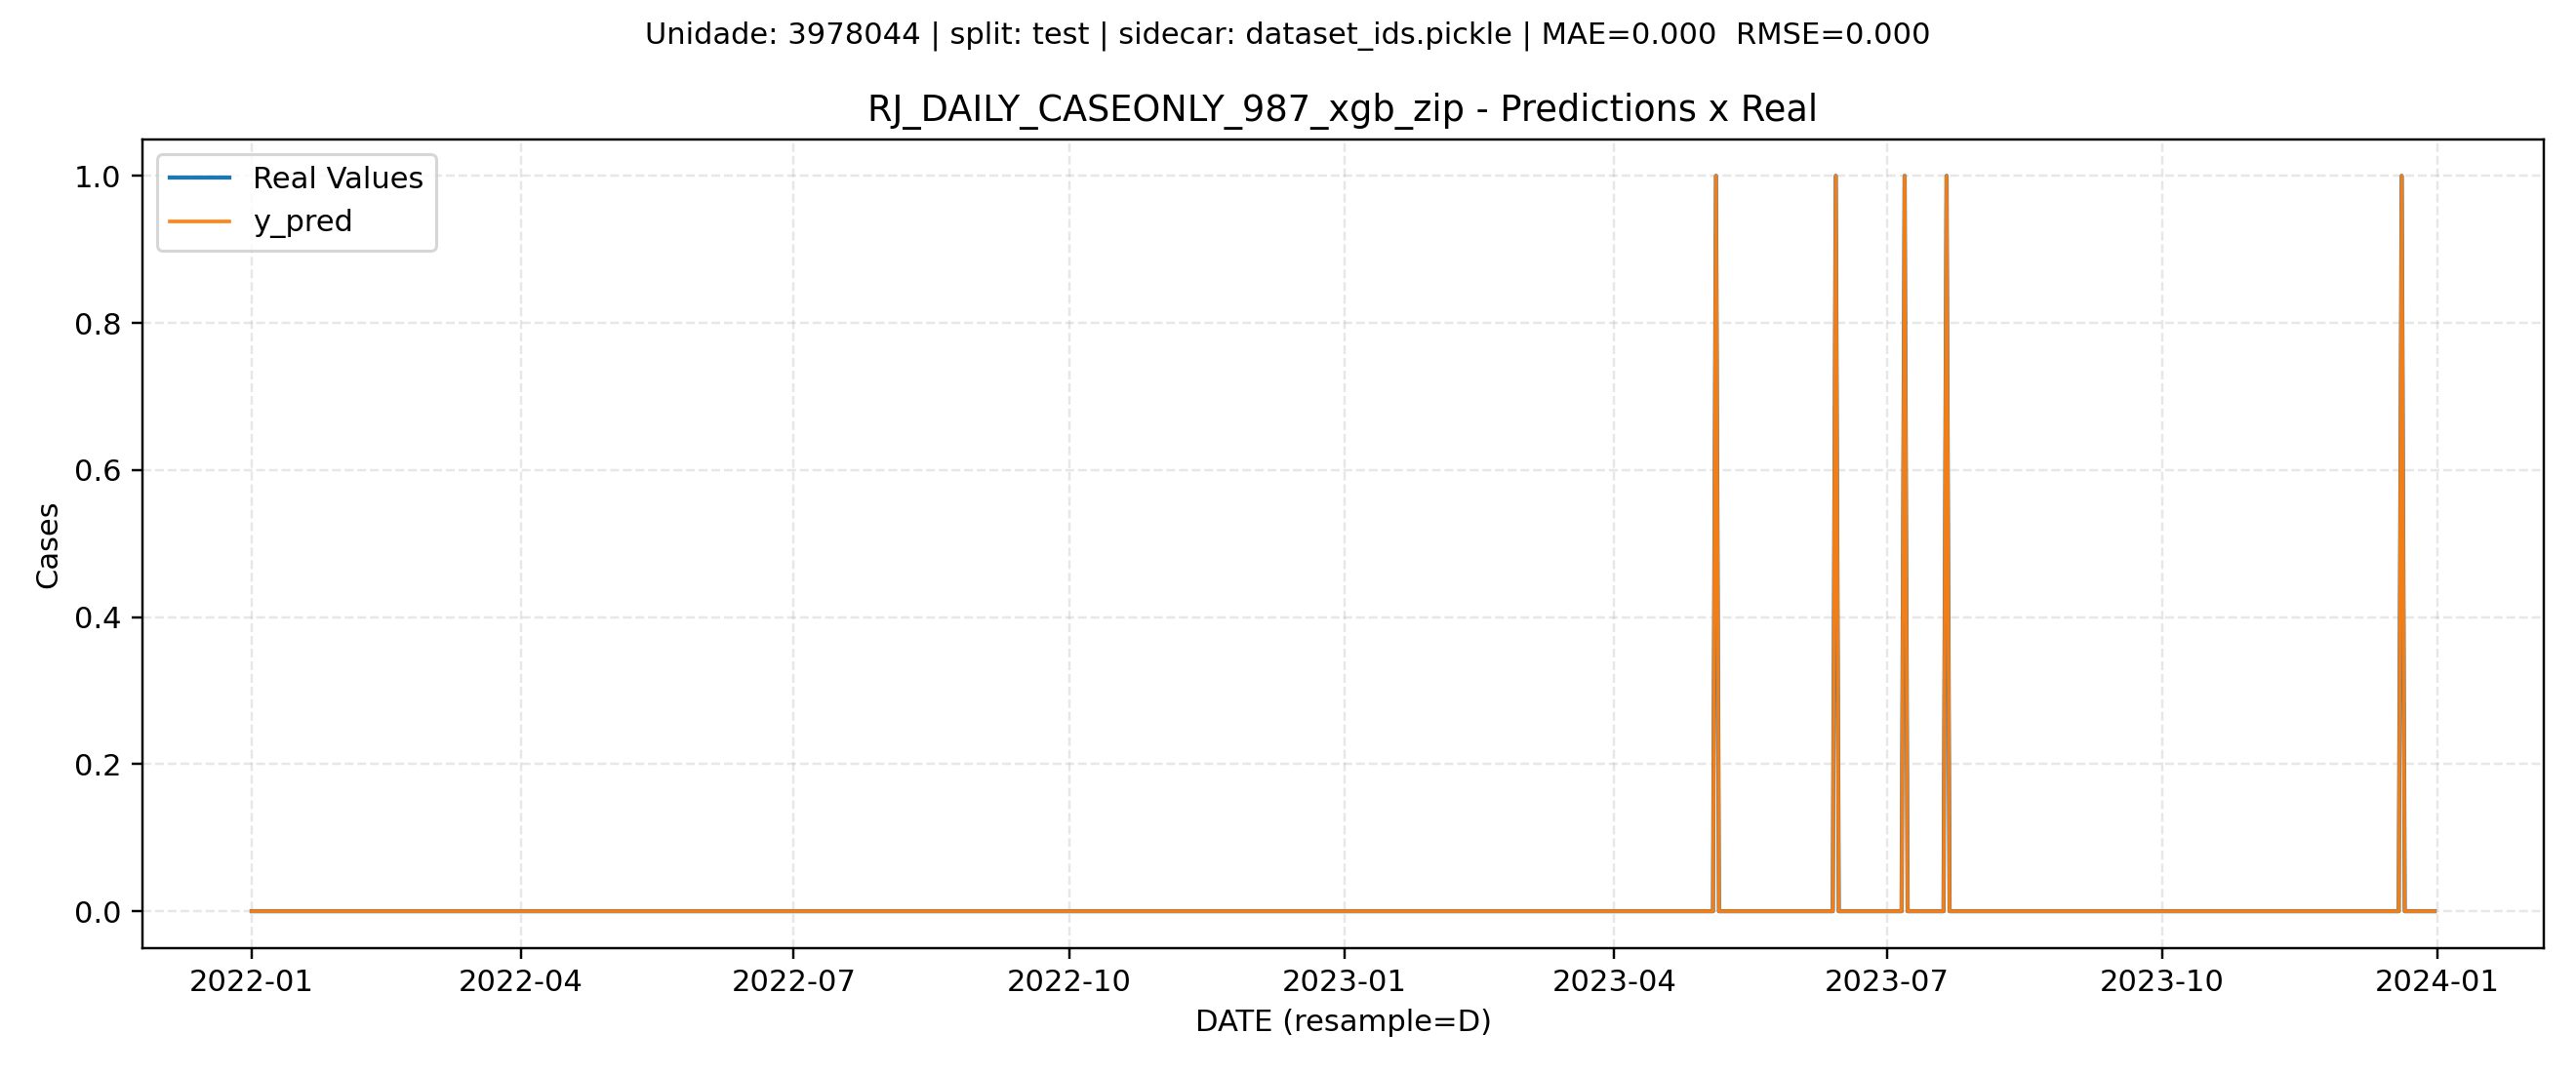 Unidade: 3978044 | split: test | sidecar: dataset_ids.pickle | MAE=0.000  RMSE=0.000
RJ_DAILY_CASEONLY_987_xgb_zip - Predictions x Real
Real Values
y_pred
1.0
0.8
0.6
0.4
0.2
0.0
Cases
2022-01
2022-04
2022-07
2022-10
2023-01
2023-04
2023-07
2023-10
2024-01
DATE (resample=D)